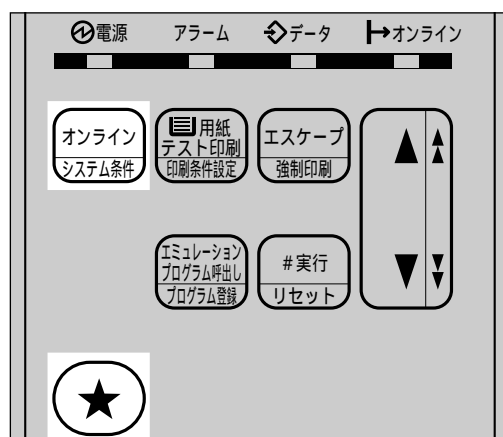 電源 アラーム データ オンライン
オンライン
システム条件
用紙
テスト印刷
印刷条件設定
エスケープ
強制印刷
エミュレーション
プログラム呼出し
プログラム登録
#実行
リセット